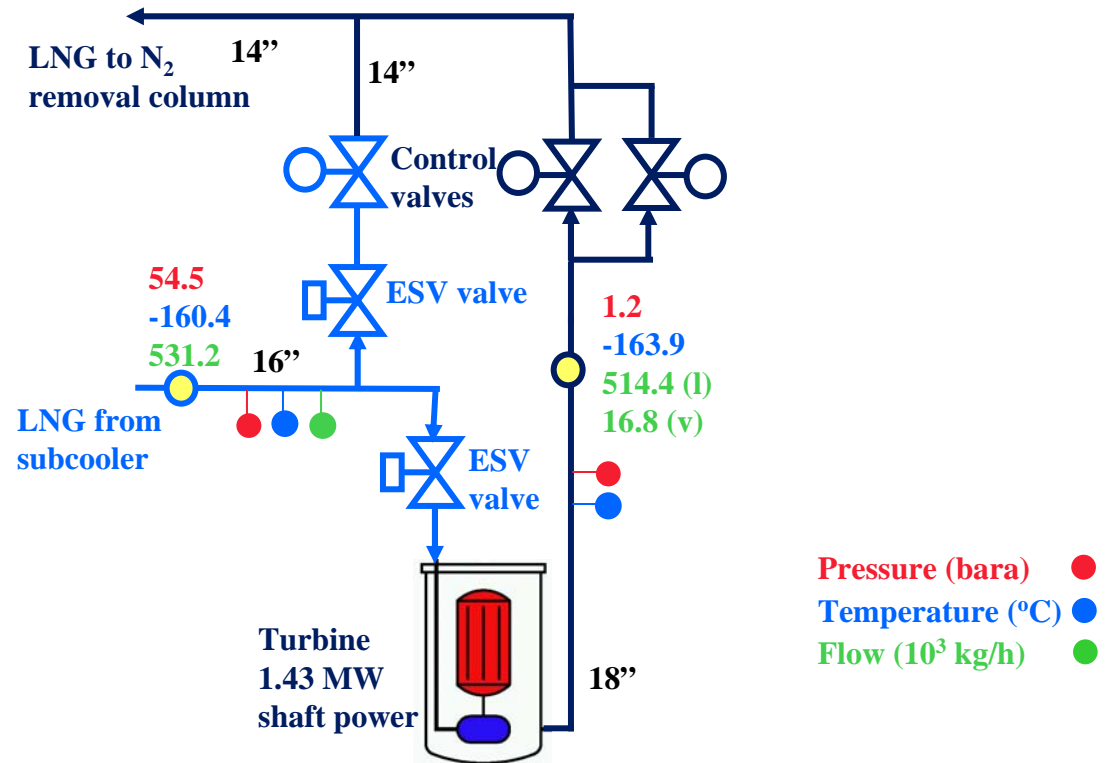 LNG to N₂
removal column
14”
14”
Control
valves
54.5
-160.4
531.2
16”
ESV valve
1.2
-163.9
514.4 (l)
16.8 (v)
LNG from
subcooler
ESV
valve
Turbine
1.43 MW
shaft power
18”
Pressure (bara)
Temperature (ºC)
Flow (10³ kg/h)